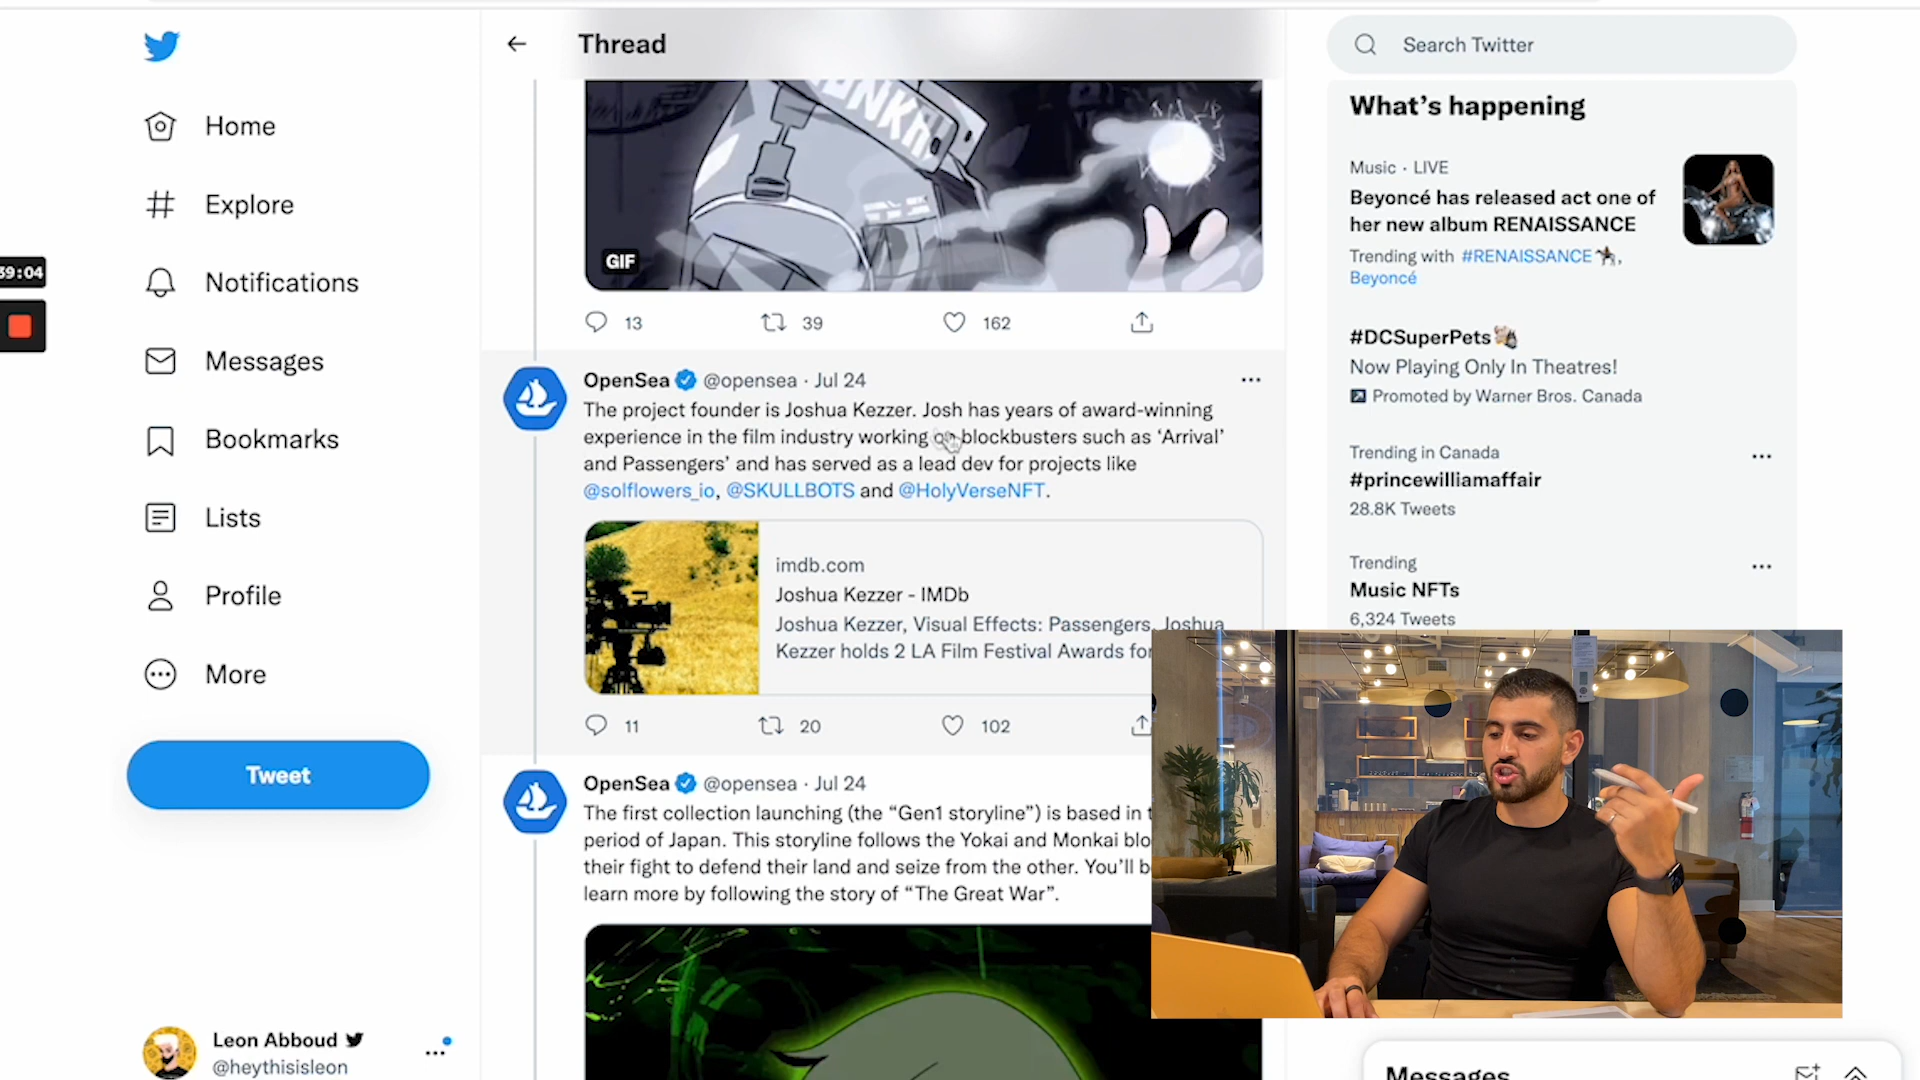 Thread
Search Twitter
Home
Explore
Notifications
Messages
Bookmarks
Lists
Profile
More
Tweet
Leon Abboud
@heythisisleon
39:04
GIF
13
39
162
OpenSea @opensea · Jul 24
The project founder is Joshua Kezzer. Josh has years of award-winning
experience in the film industry working on blockbusters such as ‘Arrival’
and Passengers’ and has served as a lead dev for projects like
@solflowers_io, @SKULLBOTS and @HolyVerseNFT.
imdb.com
Joshua Kezzer - IMDb
Joshua Kezzer, Visual Effects: Passengers. Joshua
Kezzer holds 2 LA Film Festival Awards for
11
20
102
OpenSea @opensea · Jul 24
The first collection launching (the “Gen1 storyline”) is based in
period of Japan. This storyline follows the Yokai and Monkai
their fight to defend their land and seize from the other. You’ll
learn more by following the story of “The Great War”.
What’s happening
Music · LIVE
Beyoncé has released act one of
her new album RENAISSANCE
Trending with #RENAISSANCE,
Beyoncé
#DCSuperPets
Now Playing Only In Theatres!
Promoted by Warner Bros. Canada
Trending in Canada
#princewilliamaffair
28.8K Tweets
Trending
Music NFTs
6,324 Tweets
Messages